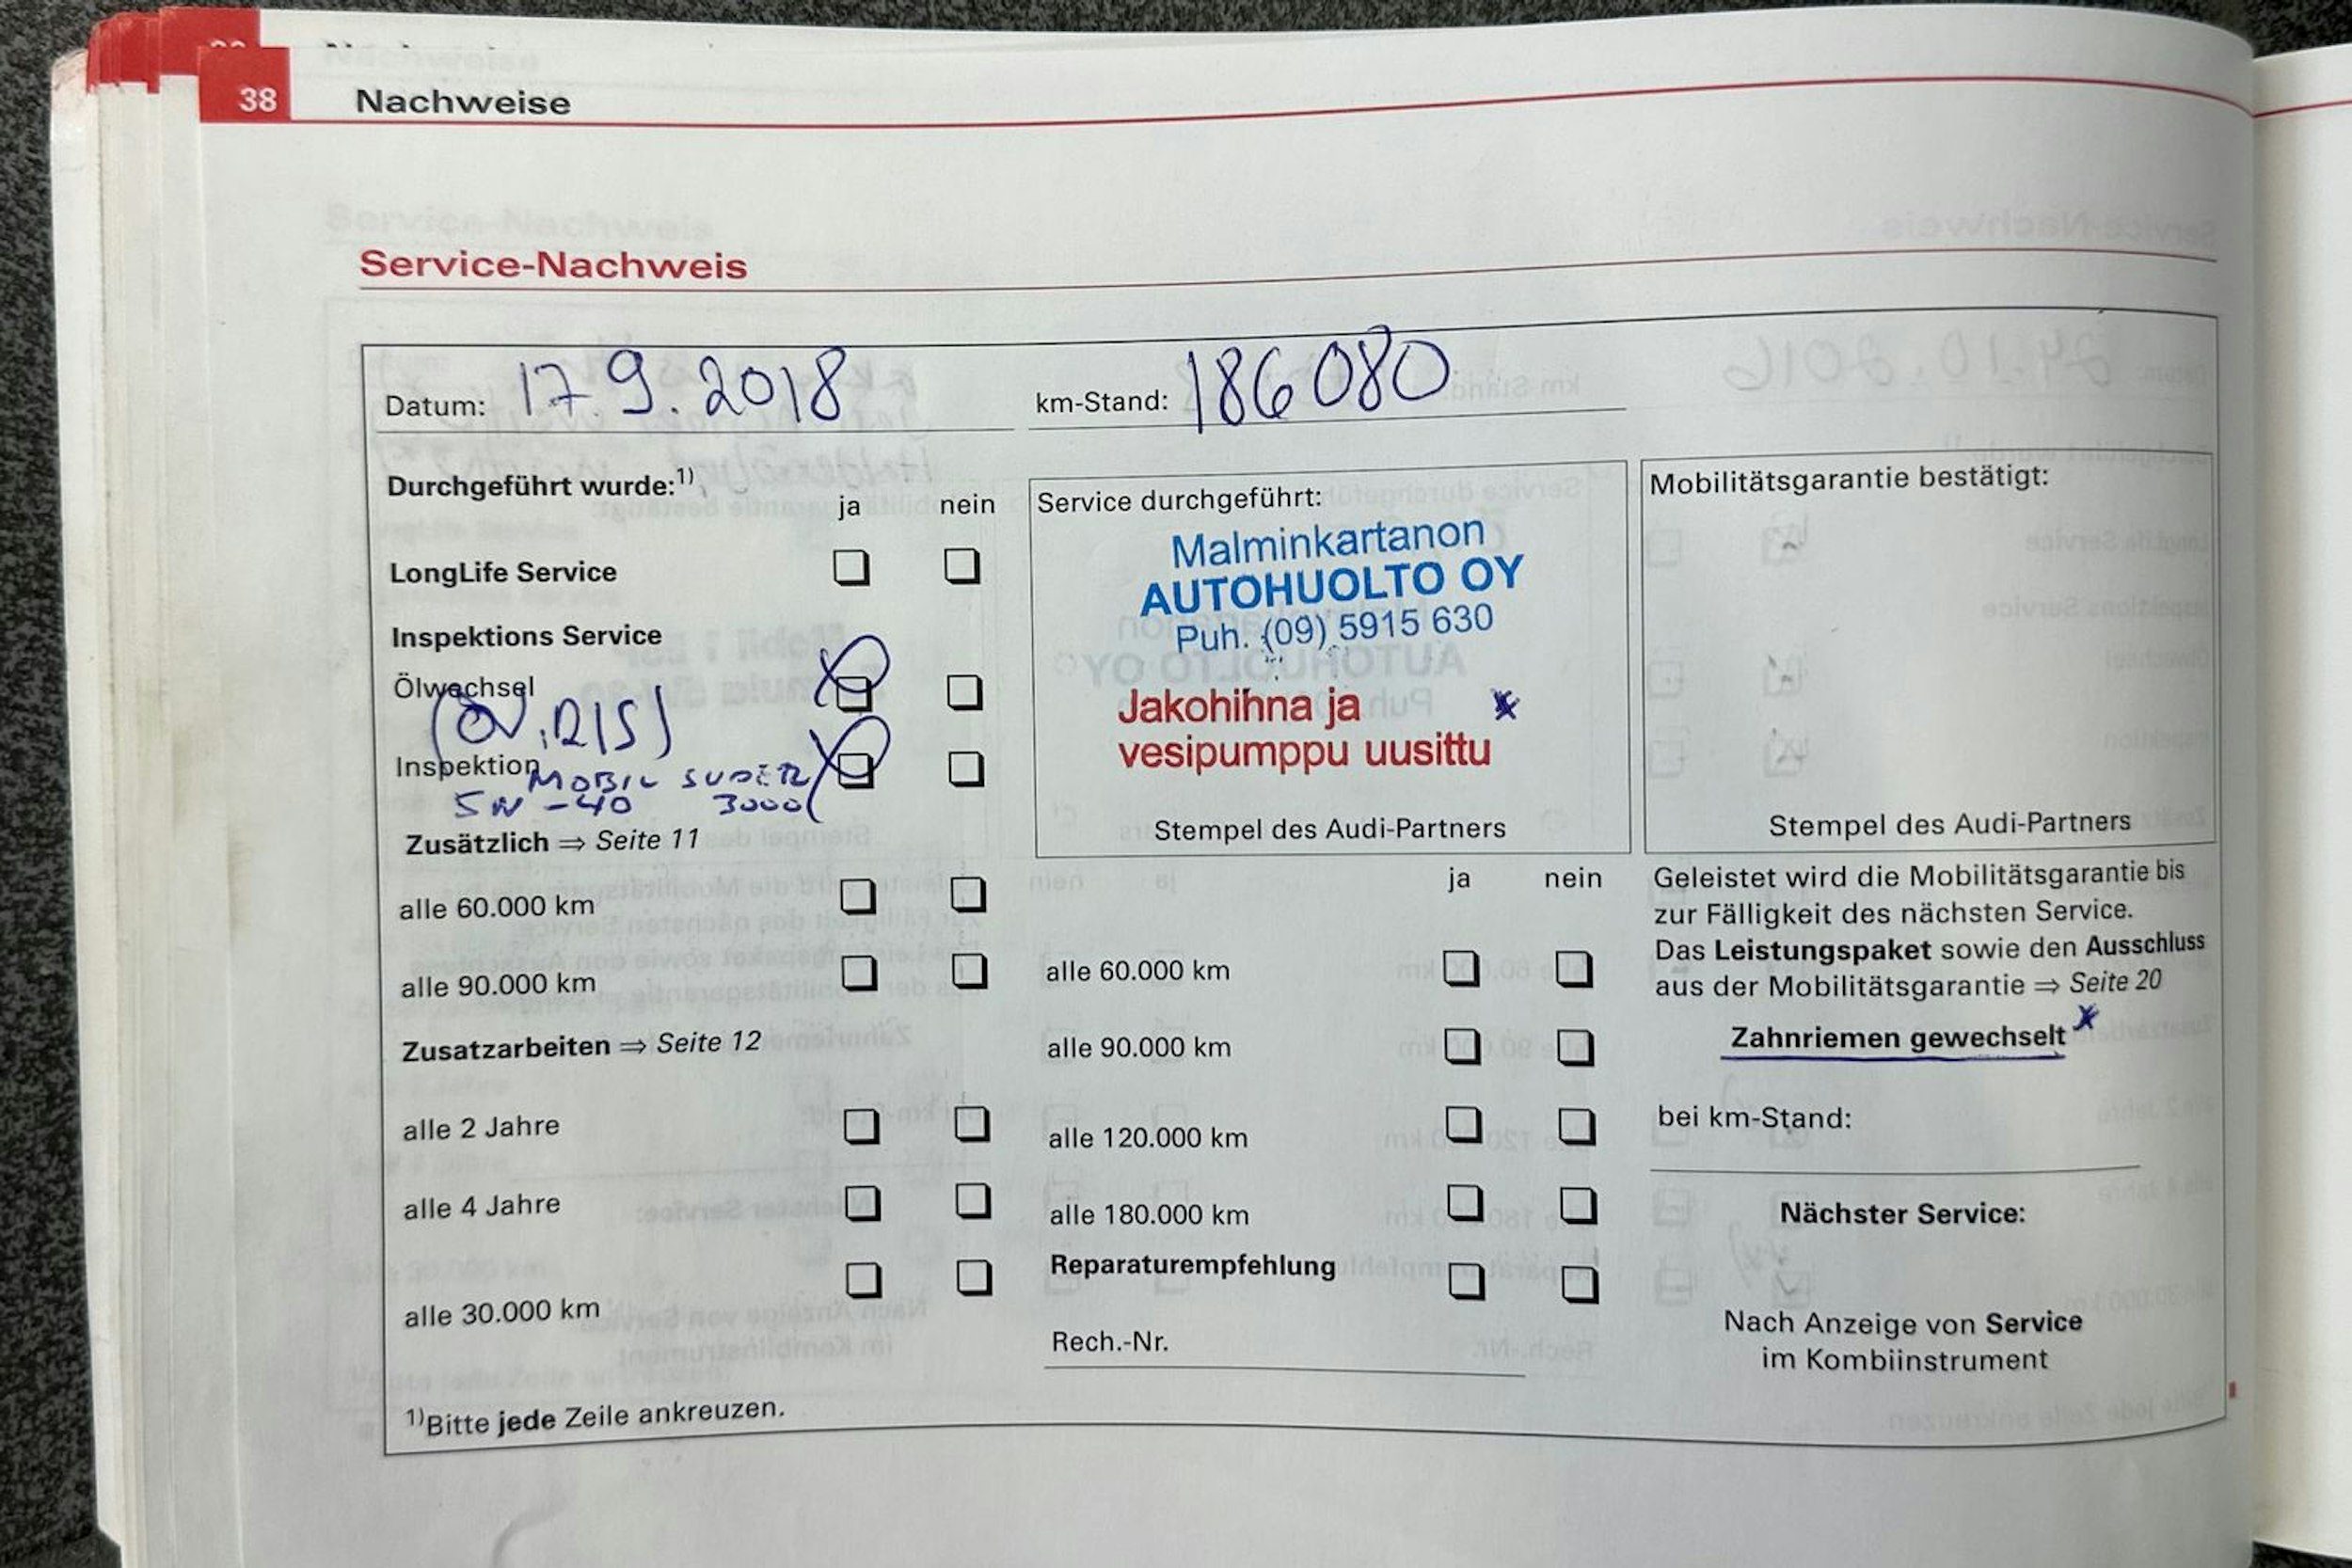 38 Nachweise
Service-Nachweis
Datum: 17.9.2018 km-Stand: 186080
Durchgeführt wurde:1)
ja nein
LongLife Service
Inspektions Service
Ölwechsel
Inspektion
MOBIL SUPER
5W-40 3000
Zusätzlich ⇒ Seite 11
alle 60.000 km
alle 90.000 km
Zusatzarbeiten ⇒ Seite 12
alle 2 Jahre
alle 4 Jahre
alle 30.000 km
1)Bitte jede Zeile ankreuzen.
Service durchgeführt:
Malminkartanon
AUTOHUOLTO OY
Puh. (09) 5915 630
Jakohihna ja
vesipumppu uusittu
Stempel des Audi-Partners
ja nein
alle 60.000 km
alle 90.000 km
alle 120.000 km
alle 180.000 km
Reparaturempfehlung
Rech.-Nr.
Mobilitätsgarantie bestätigt:
Stempel des Audi-Partners
Geleistet wird die Mobilitätsgarantie bis
zur Fälligkeit des nächsten Service.
Das Leistungspaket sowie den Ausschluss
aus der Mobilitätsgarantie ⇒ Seite 20
Zahnriemen gewechselt
bei km-Stand:
Nächster Service:
Nach Anzeige von Service
im Kombiinstrument